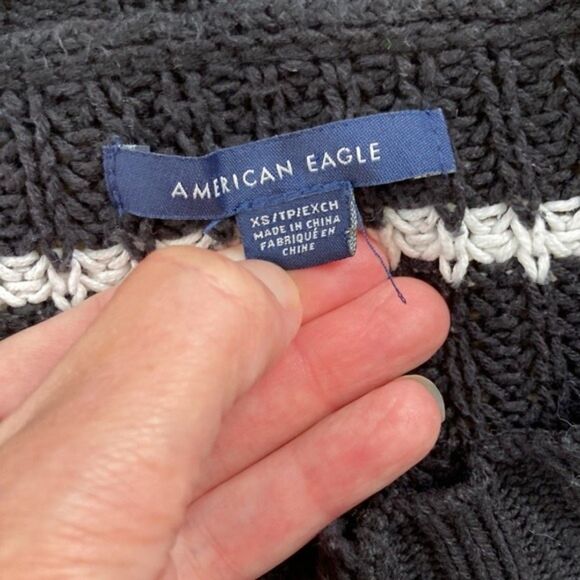 AMERICAN EAGLE
XS/TP/EXCH
MADE IN CHINA
FABRIQUÉ EN
CHINE